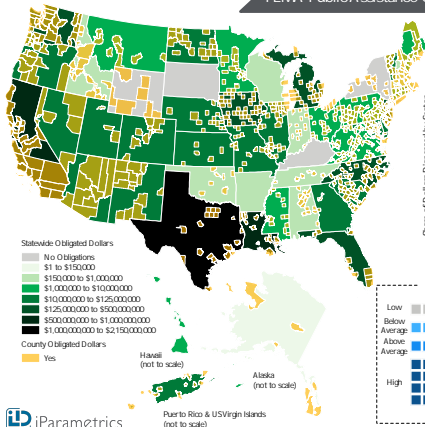 Public Assistance
Statewide Obligated Dollars
No Obligations
$1 to $150,000
$150,000 to $1,000,000
$1,000,000 to $10,000,000
$10,000,000 to $125,000,000
$125,000,000 to $500,000,000
$500,000,000 to $1,000,000,000
$1,000,000,000 to $2,150,000,000
County Obligated Dollars
Yes
Hawaii
(not to scale)
Alaska
(not to scale)
Puerto Rico & US Virgin Islands
(not to scale)
Low
Below
Average
Above
Average
High
iParametrics